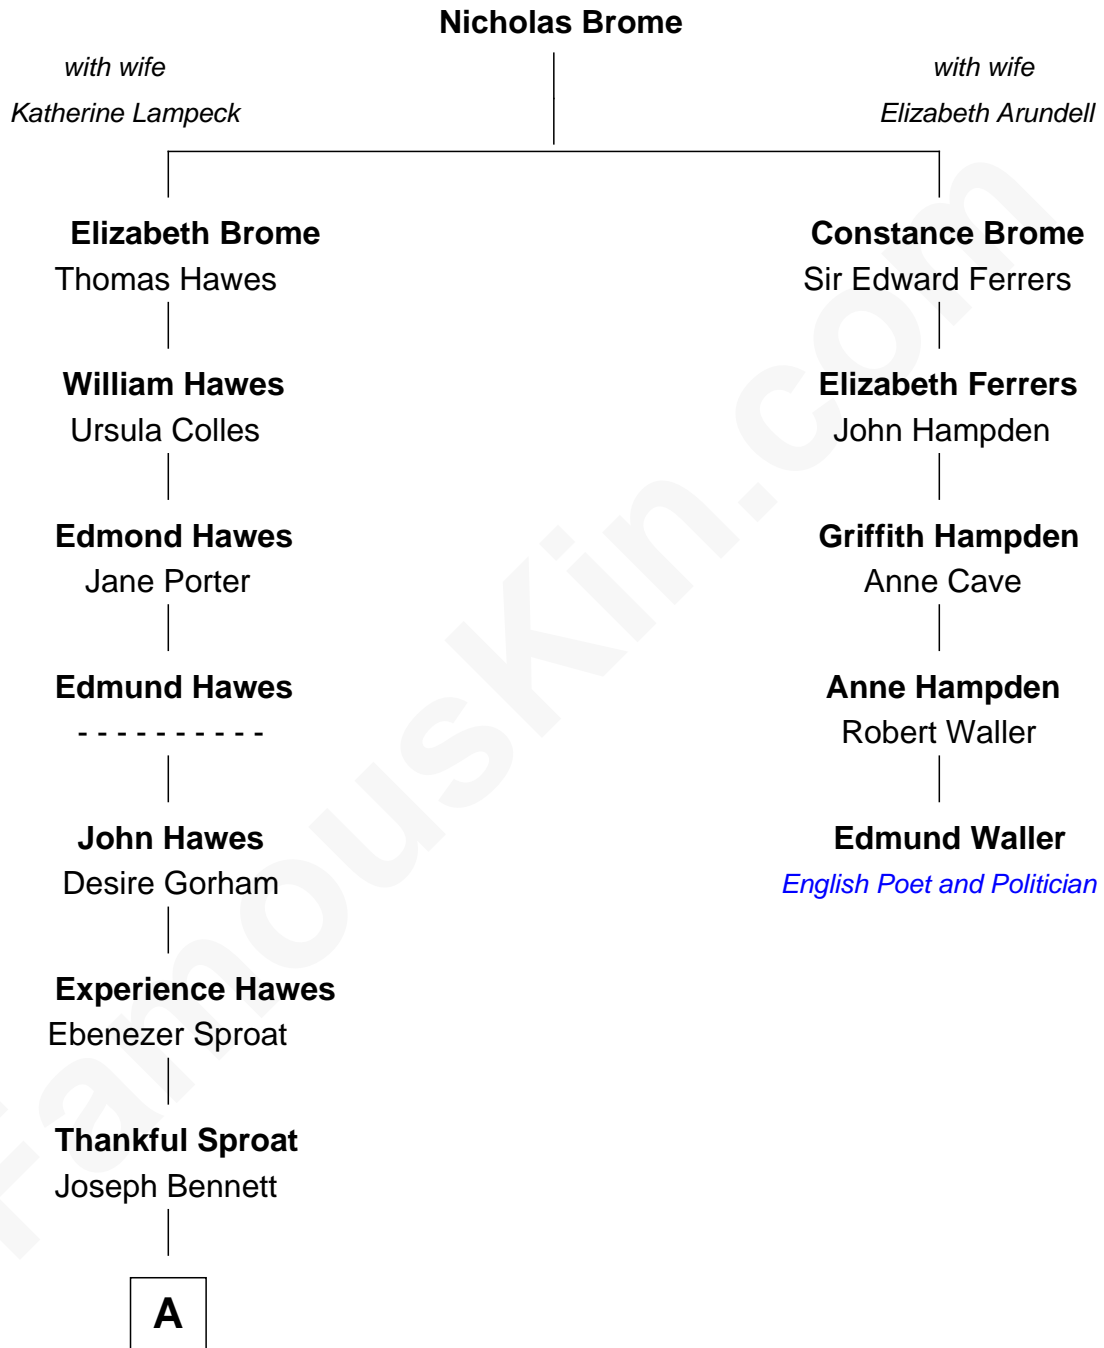 Nicholas Brome
with wife
Katherine Lampeck
with wife
Elizabeth Arundell
Elizabeth Brome
Thomas Hawes
Constance Brome
Sir Edward Ferrers
William Hawes
Ursula Colles
Elizabeth Ferrers
John Hampden
Edmond Hawes
Jane Porter
Griffith Hampden
Anne Cave
Edmund Hawes
- - - - - - - - - -
Anne Hampden
Robert Waller
John Hawes
Desire Gorham
Edmund Waller
English Poet and Politician
Experience Hawes
Ebenezer Sproat
Thankful Sproat
Joseph Bennett
A
FamousKin.com